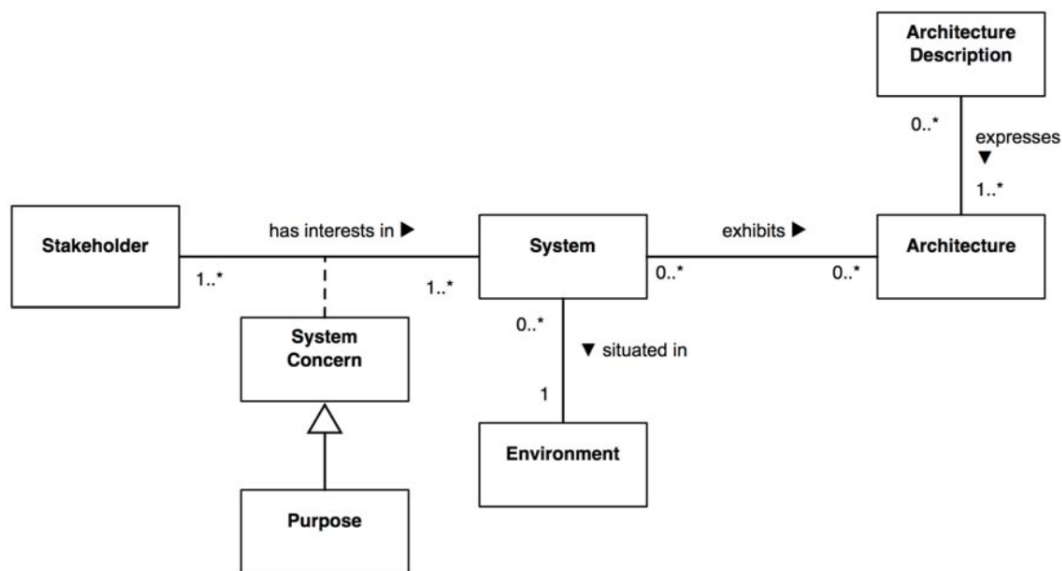 Architecture
Description
0..*
expresses
▼
1..*
Stakeholder
has interests in ▶
System
exhibits ▶
Architecture
1..*
1..*
0..*
0..*
System
Concern
0..*
▼ situated in
1
Environment
Purpose